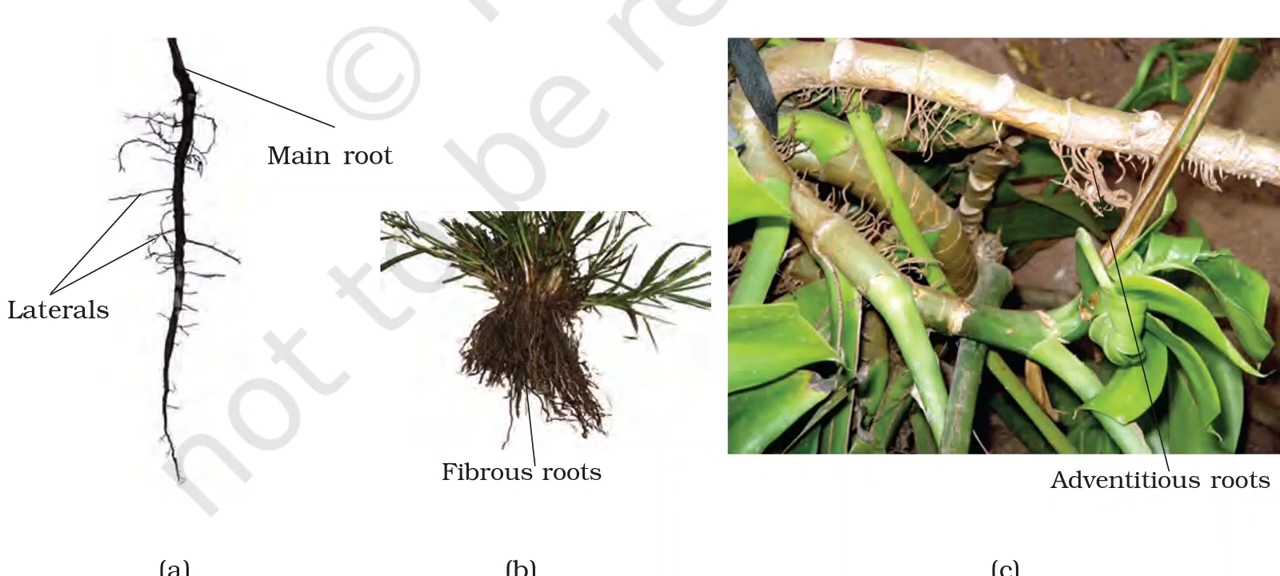 © not to be re
Main root
Laterals
Fibrous roots
Adventitious roots
(a)
(b)
(c)